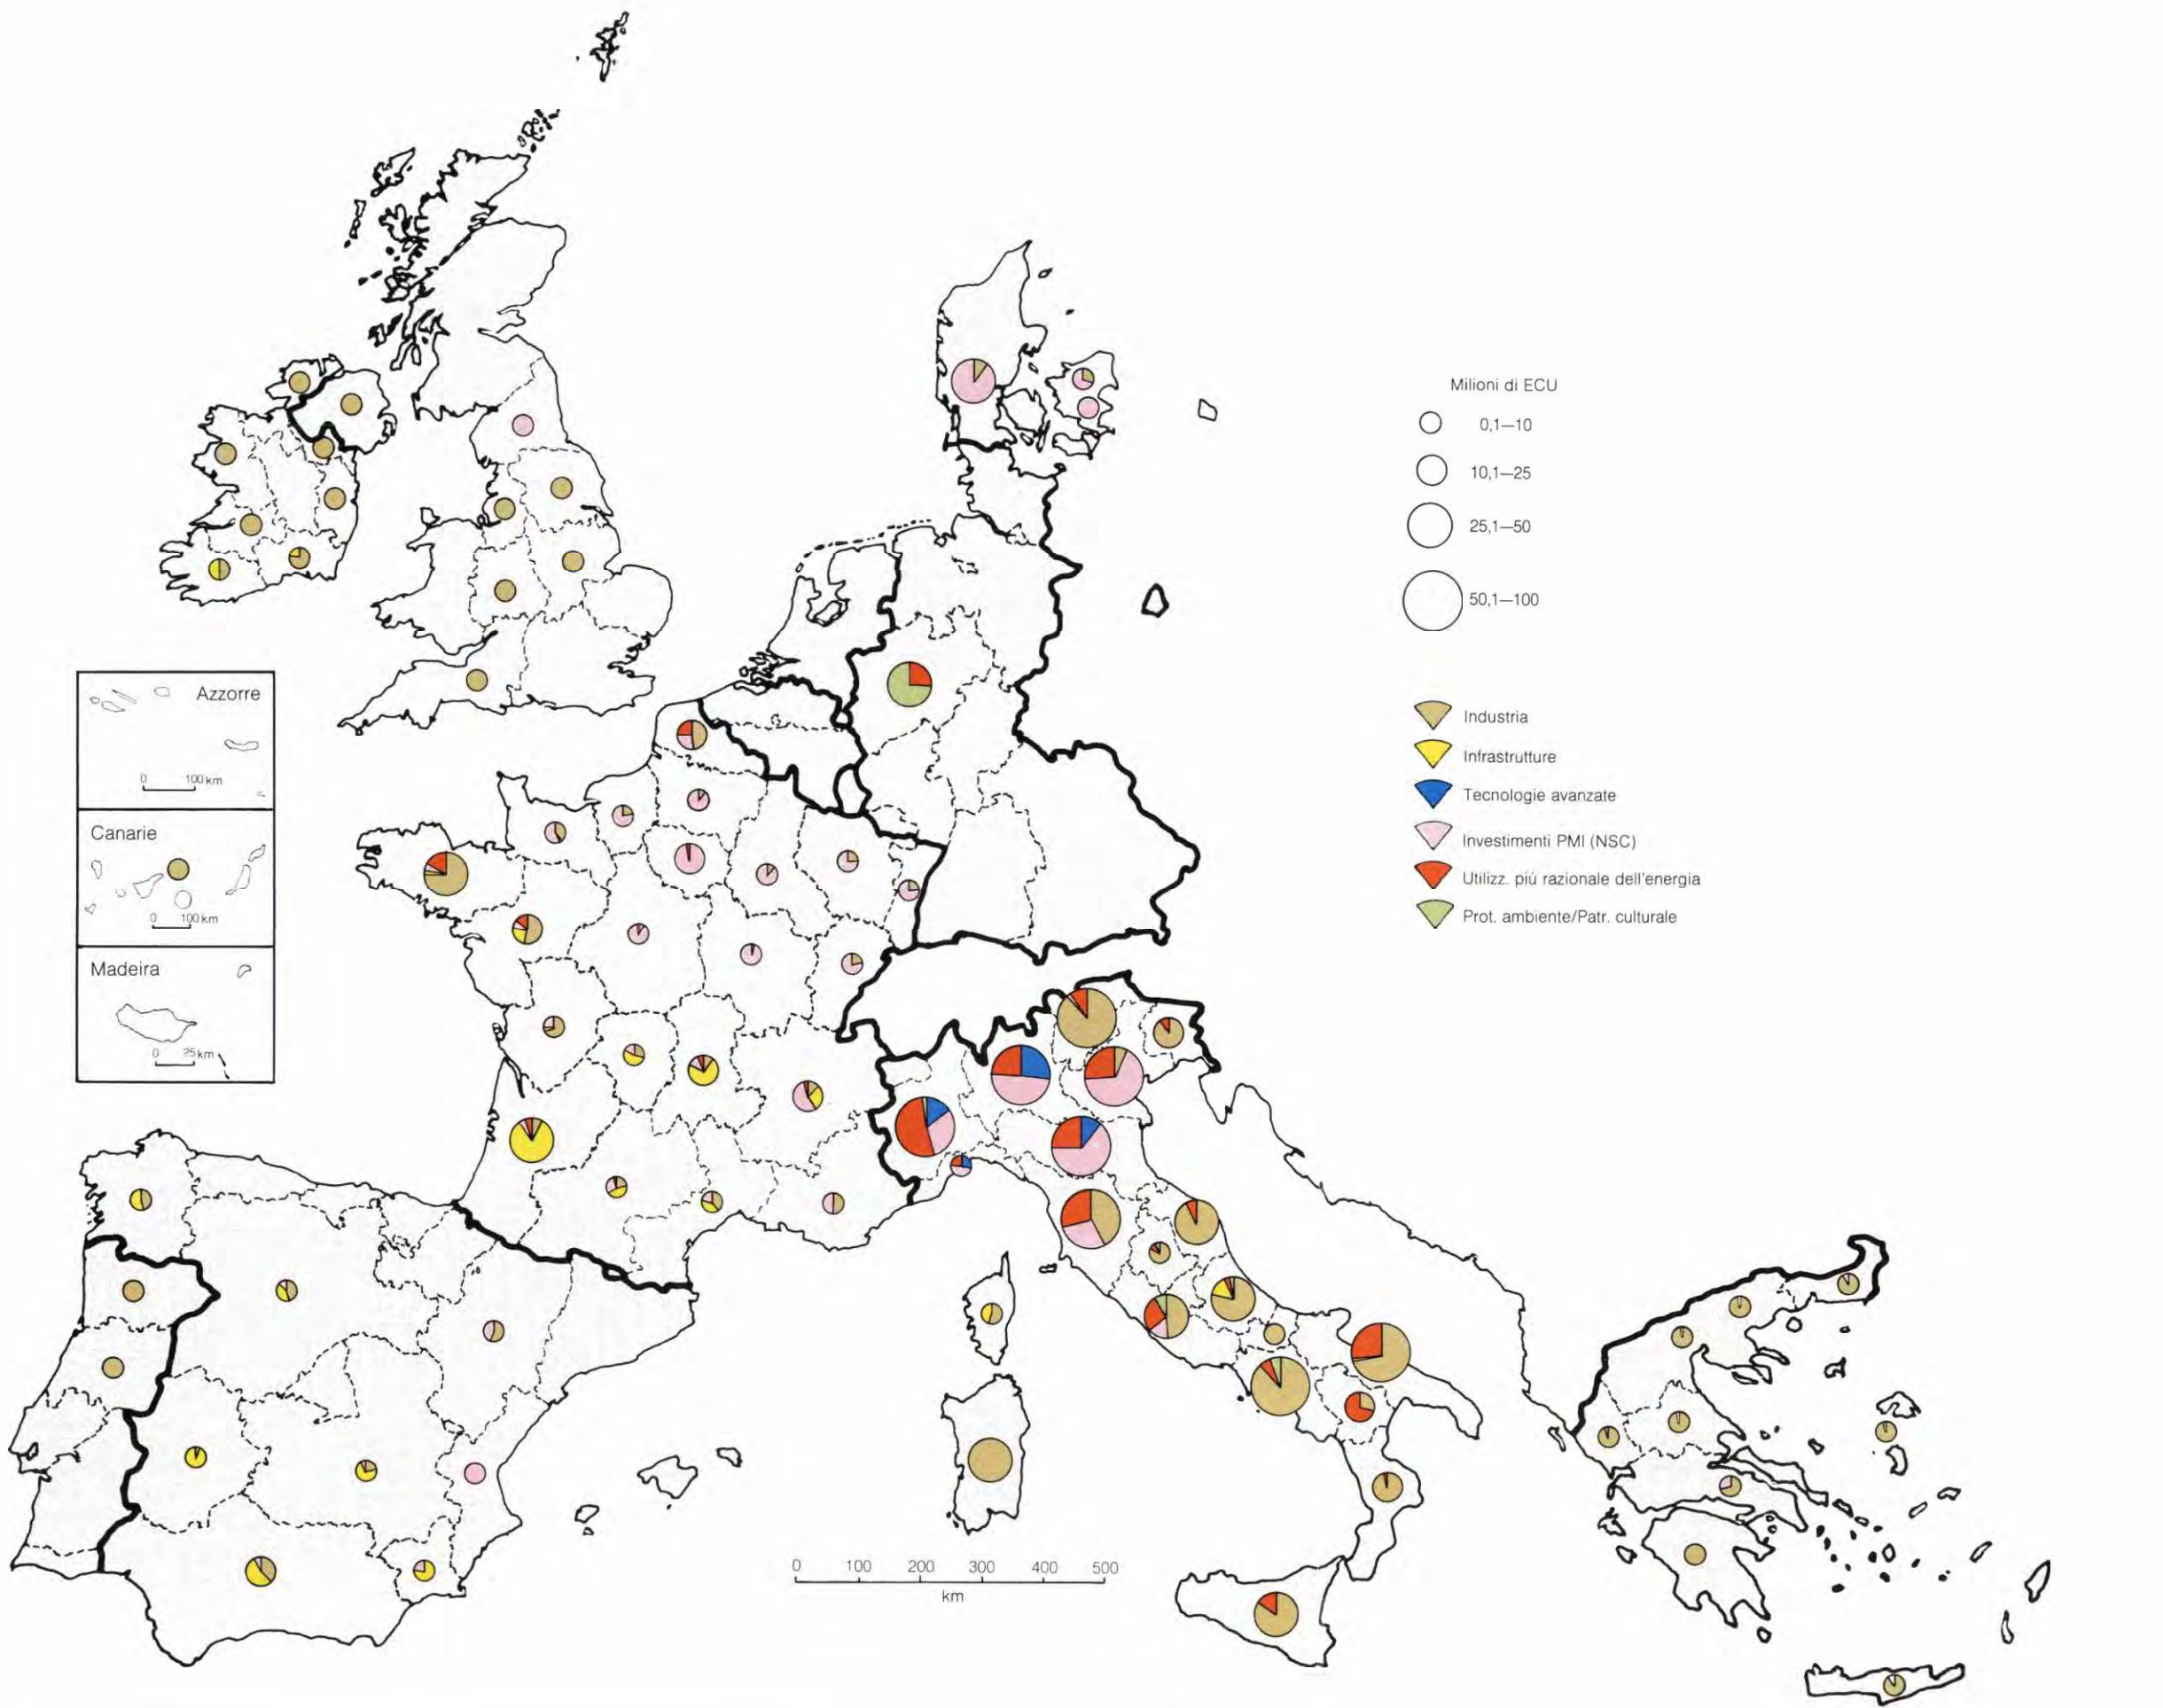 Milioni di ECU
0,1—10
10,1—25
25,1—50
50,1—100
Industria
Infrastrutture
Tecnologie avanzate
Investimenti PMI (NSC)
Utilizz. più razionale dell'energia
Prot. ambiente/Patr. culturale
Azzorre
0 100 km
Canarie
0 100 km
Madeira
0 25 km
0 100 200 300 400 500
km